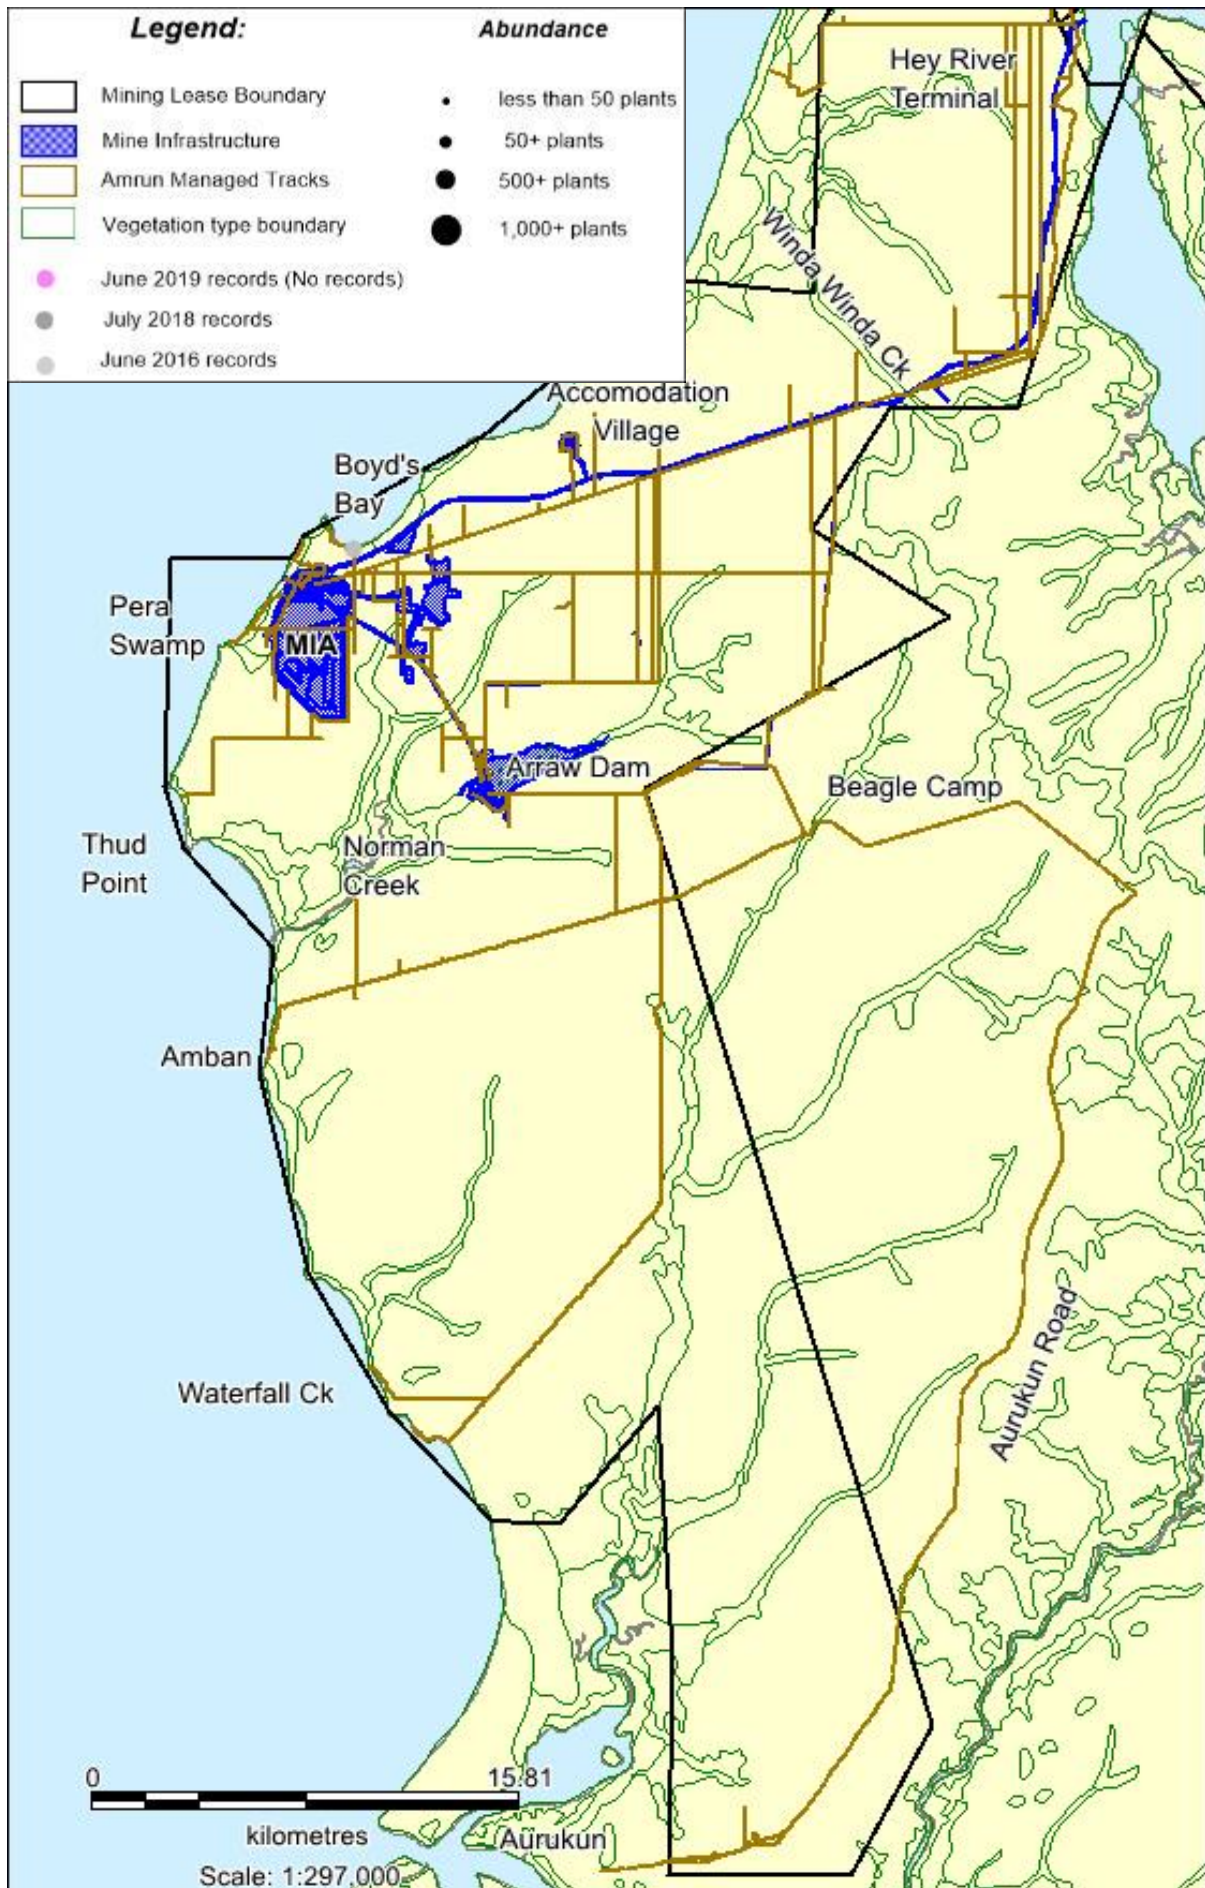 Legend:
Abundance
Mining Lease Boundary
less than 50 plants
Mine Infrastructure
50+ plants
Amrun Managed Tracks
500+ plants
Vegetation type boundary
1,000+ plants
June 2019 records (No records)
July 2018 records
June 2016 records
Hey River
Terminal
Winda Winda Ck
Accomodation
Village
Boyd's
Bay
Pera
Swamp
MIA
Arraw Dam
Beagle Camp
Thud
Point
Norman
Creek
Amban
Aurukun Road
Waterfall Ck
0
15.81
kilometres
Scale: 1:297,000
Aurukun